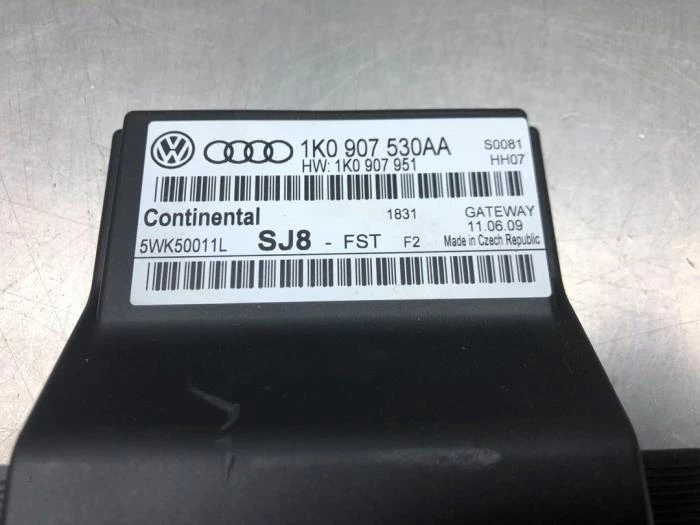 1K0 907 530AA S0081
HW: 1K0 907 951 HH07
Continental 1831 GATEWAY
11.06.09
5WK50011L SJ8 - FST F2 Made in Czech Republic